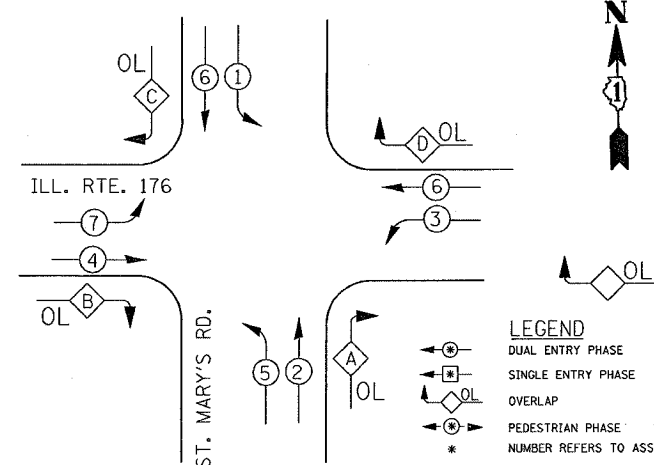 N
1
OL
C
6
1
D
OL
ILL. RTE. 176
6
7
3
4
OL
B
OL
ST. MARY'S RD.
5
2
A
OL
LEGEND
* DUAL ENTRY PHASE
* SINGLE ENTRY PHASE
OL OVERLAP
* PEDESTRIAN PHASE
* NUMBER REFERS TO ASS